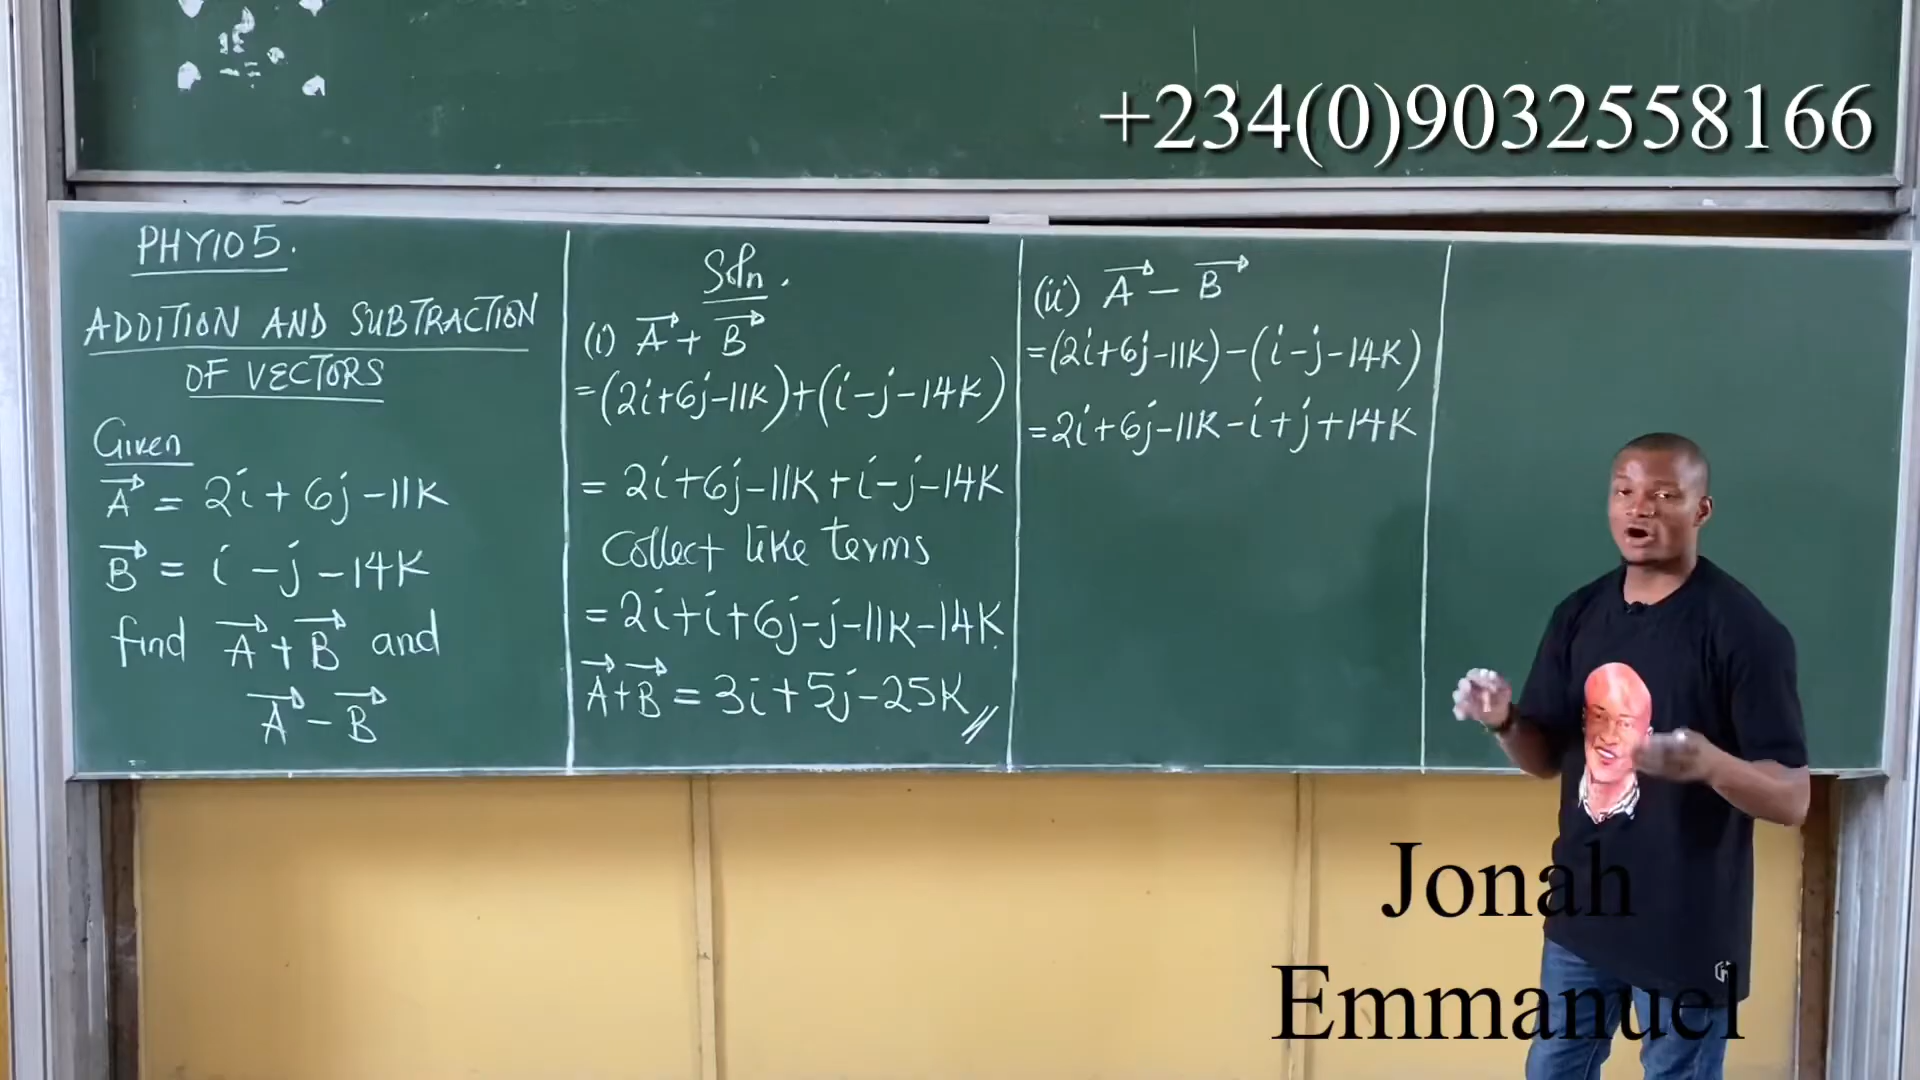 +234(0)9032558166
PHY105.
ADDITION AND SUBTRACTION
OF VECTORS
Given
A⃗ = 2i + 6j - 11K
B⃗ = i - j - 14K
find A⃗ + B⃗ and
A⃗ - B⃗
Soln.
(i) A⃗ + B⃗
= (2i+6j-11K)+(i-j-14K)
= 2i+6j-11K+i-j-14K
Collect like terms
= 2i+i+6j-j-11K-14K
A⃗+B⃗ = 3i+5j-25K
(ii) A⃗ - B⃗
=(2i+6j-11K)-(i-j-14K)
=2i+6j-11K-i+j+14K
Jonah
Emmanuel